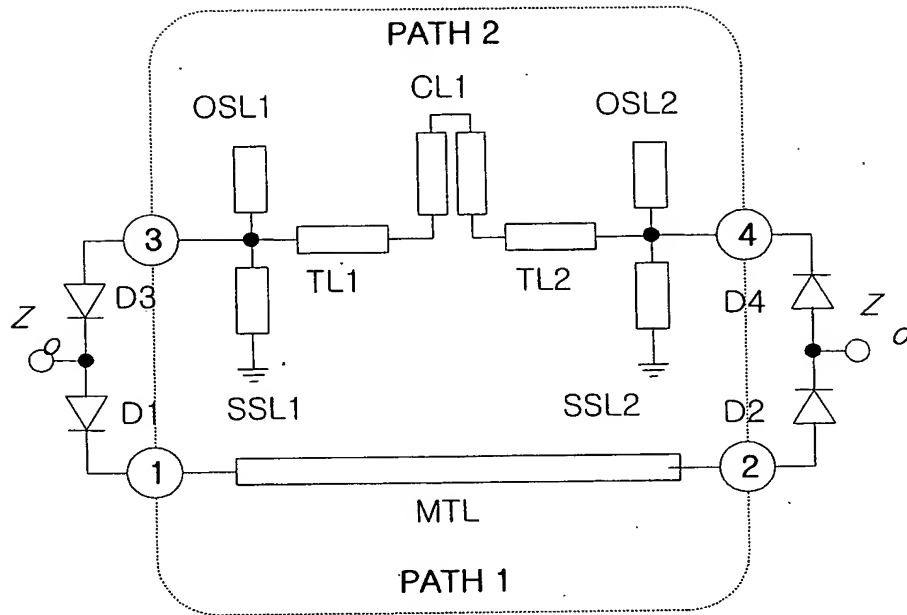 PATH 2
CL1
OSL1
OSL2
3
4
TL1
TL2
D3
D4
Z o
Z o
D1
SSL1
SSL2
D2
1
2
MTL
PATH 1